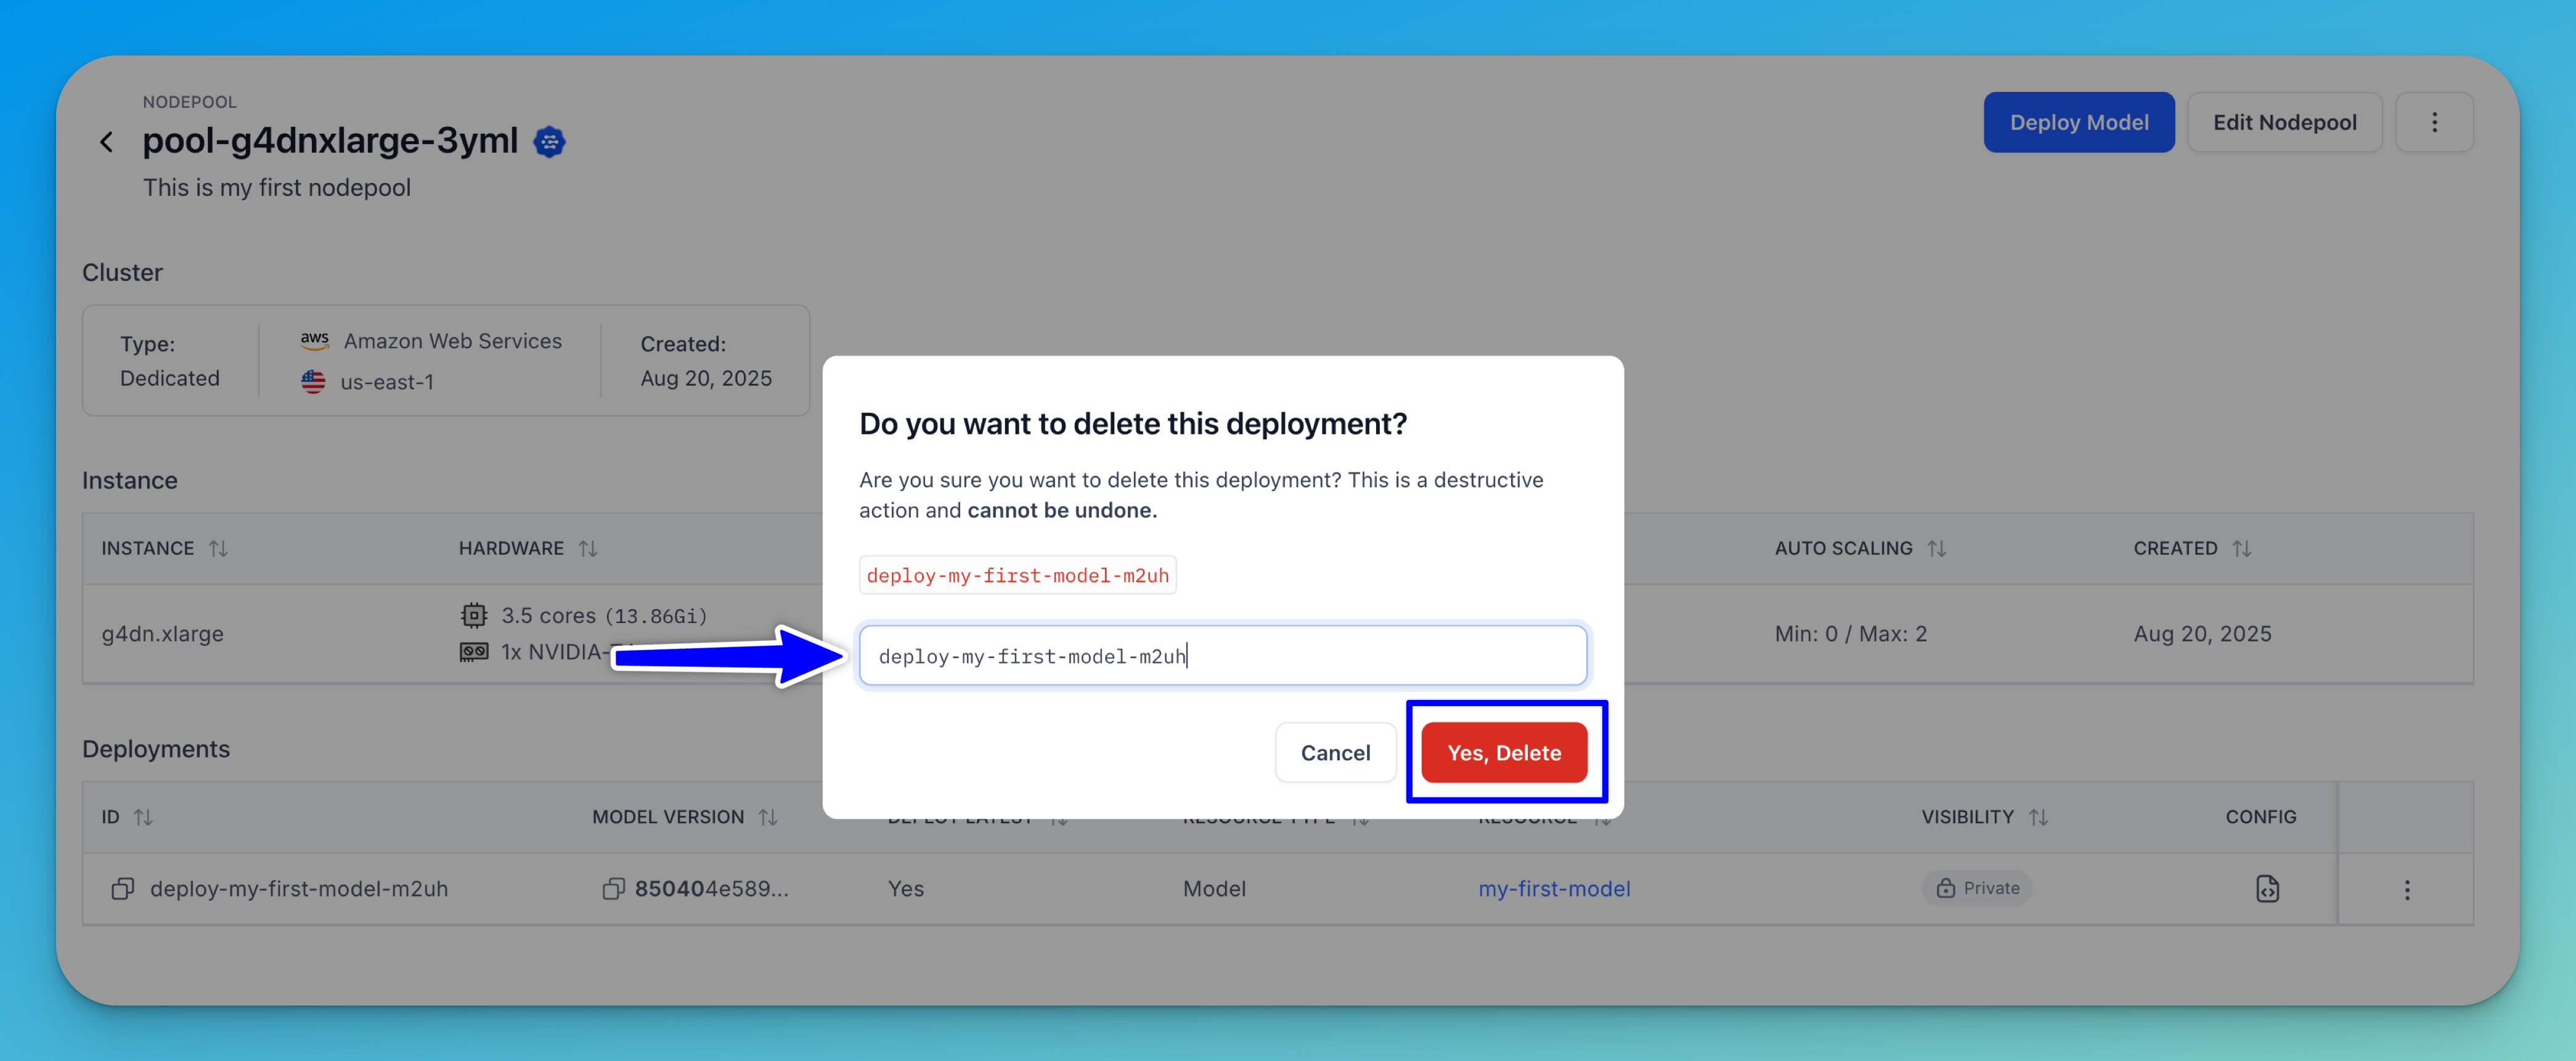 NODEPOOL
pool-g4dnxlarge-3yml
This is my first nodepool
Deploy Model
Edit Nodepool
Cluster
Type:
Dedicated
aws Amazon Web Services
us-east-1
Created:
Aug 20, 2025
Instance
INSTANCE HARDWARE AUTO SCALING CREATED
g4dn.xlarge
3.5 cores (13.86Gi)
1x NVIDIA-
Min: 0 / Max: 2
Aug 20, 2025
Do you want to delete this deployment?
Are you sure you want to delete this deployment? This is a destructive
action and cannot be undone.
deploy-my-first-model-m2uh
deploy-my-first-model-m2uh
Cancel
Yes, Delete
Deployments
ID MODEL VERSION DEPLOY LATEST RESOURCE TYPE RESOURCE VISIBILITY CONFIG
deploy-my-first-model-m2uh 850404e589... Yes Model my-first-model Private